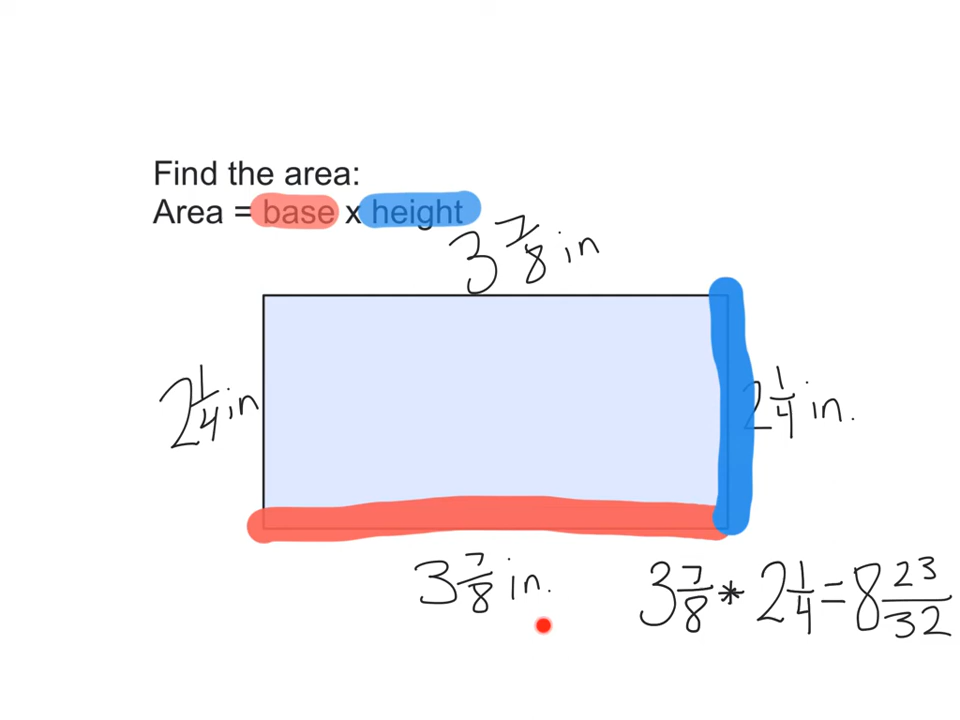 Find the area:
Area = base x height
3 7/8 in
2 1/4 in
2 1/4 in.
3 7/8 in.
3 7/8 * 2 1/4 = 8 23/32